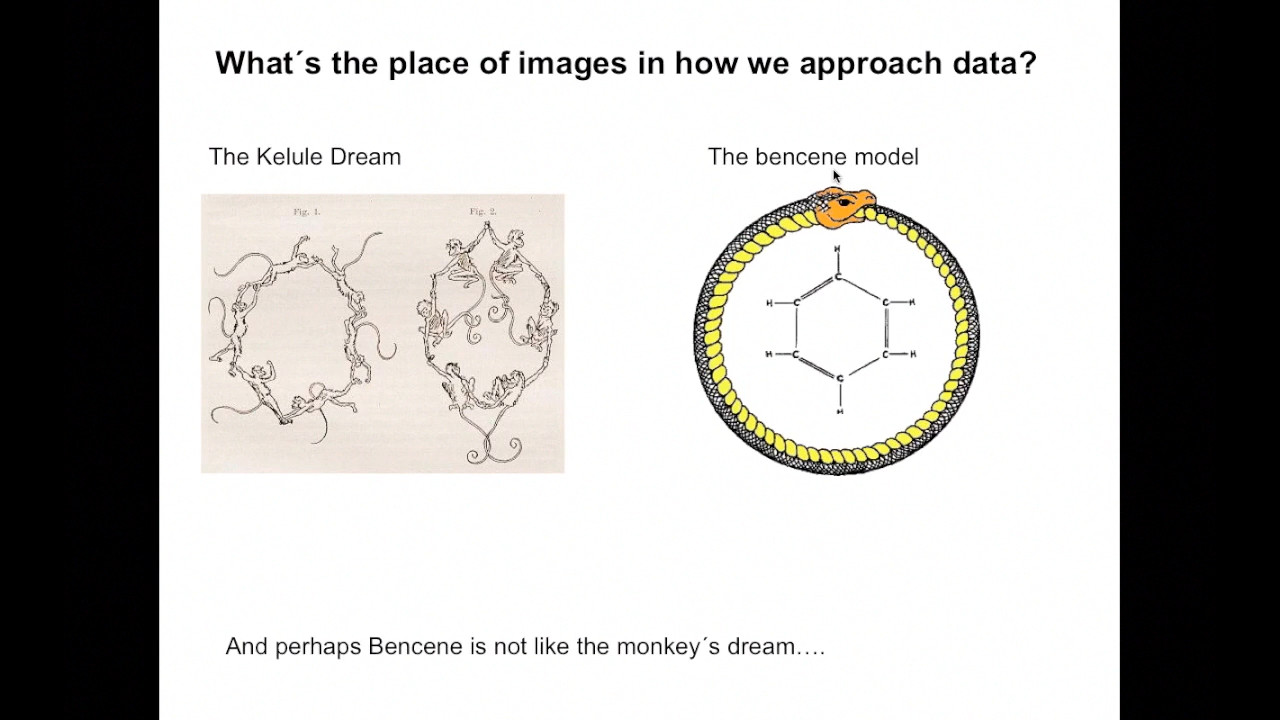 What´s the place of images in how we approach data?
The Kelule Dream
The bencene model
Fig. 1.
Fig. 2.
H
C
H
C
C
H
H
C
C
H
C
H
And perhaps Bencene is not like the monkey´s dream….